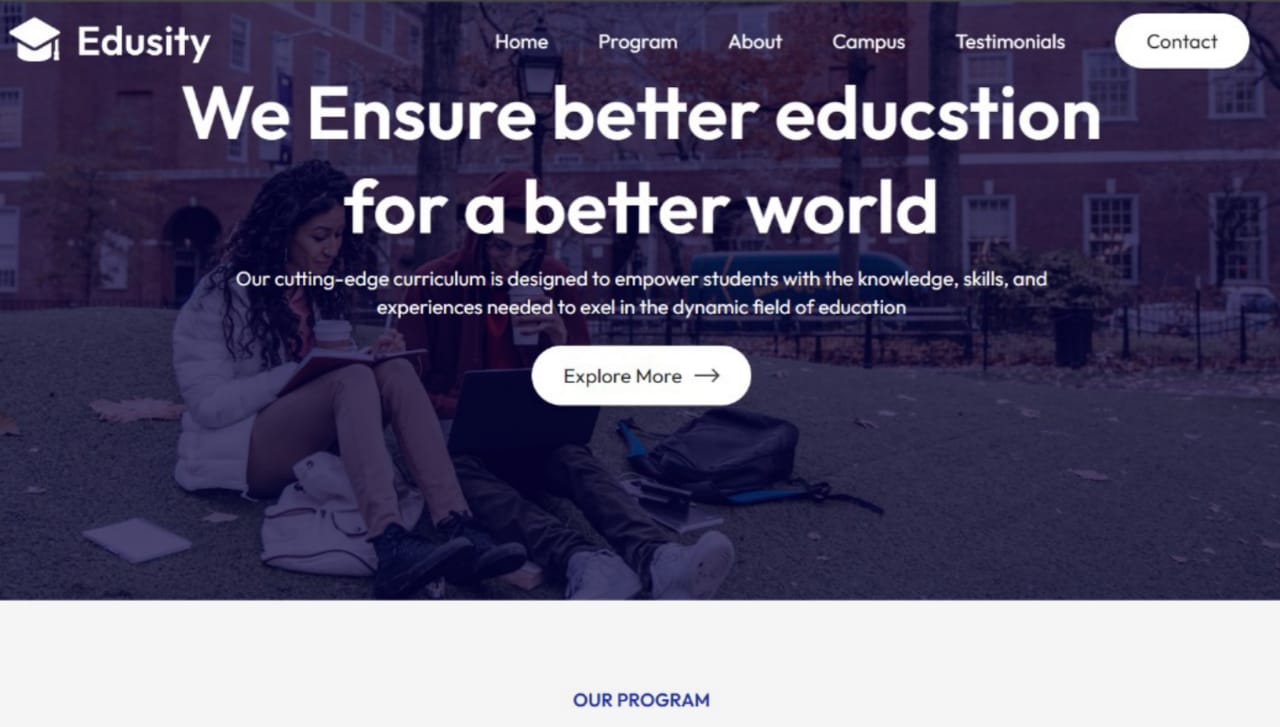 Edusity
Home Program About Campus Testimonials Contact
We Ensure better educstion
for a better world
Our cutting-edge curriculum is designed to empower students with the knowledge, skills, and
experiences needed to exel in the dynamic field of education
Explore More →
OUR PROGRAM